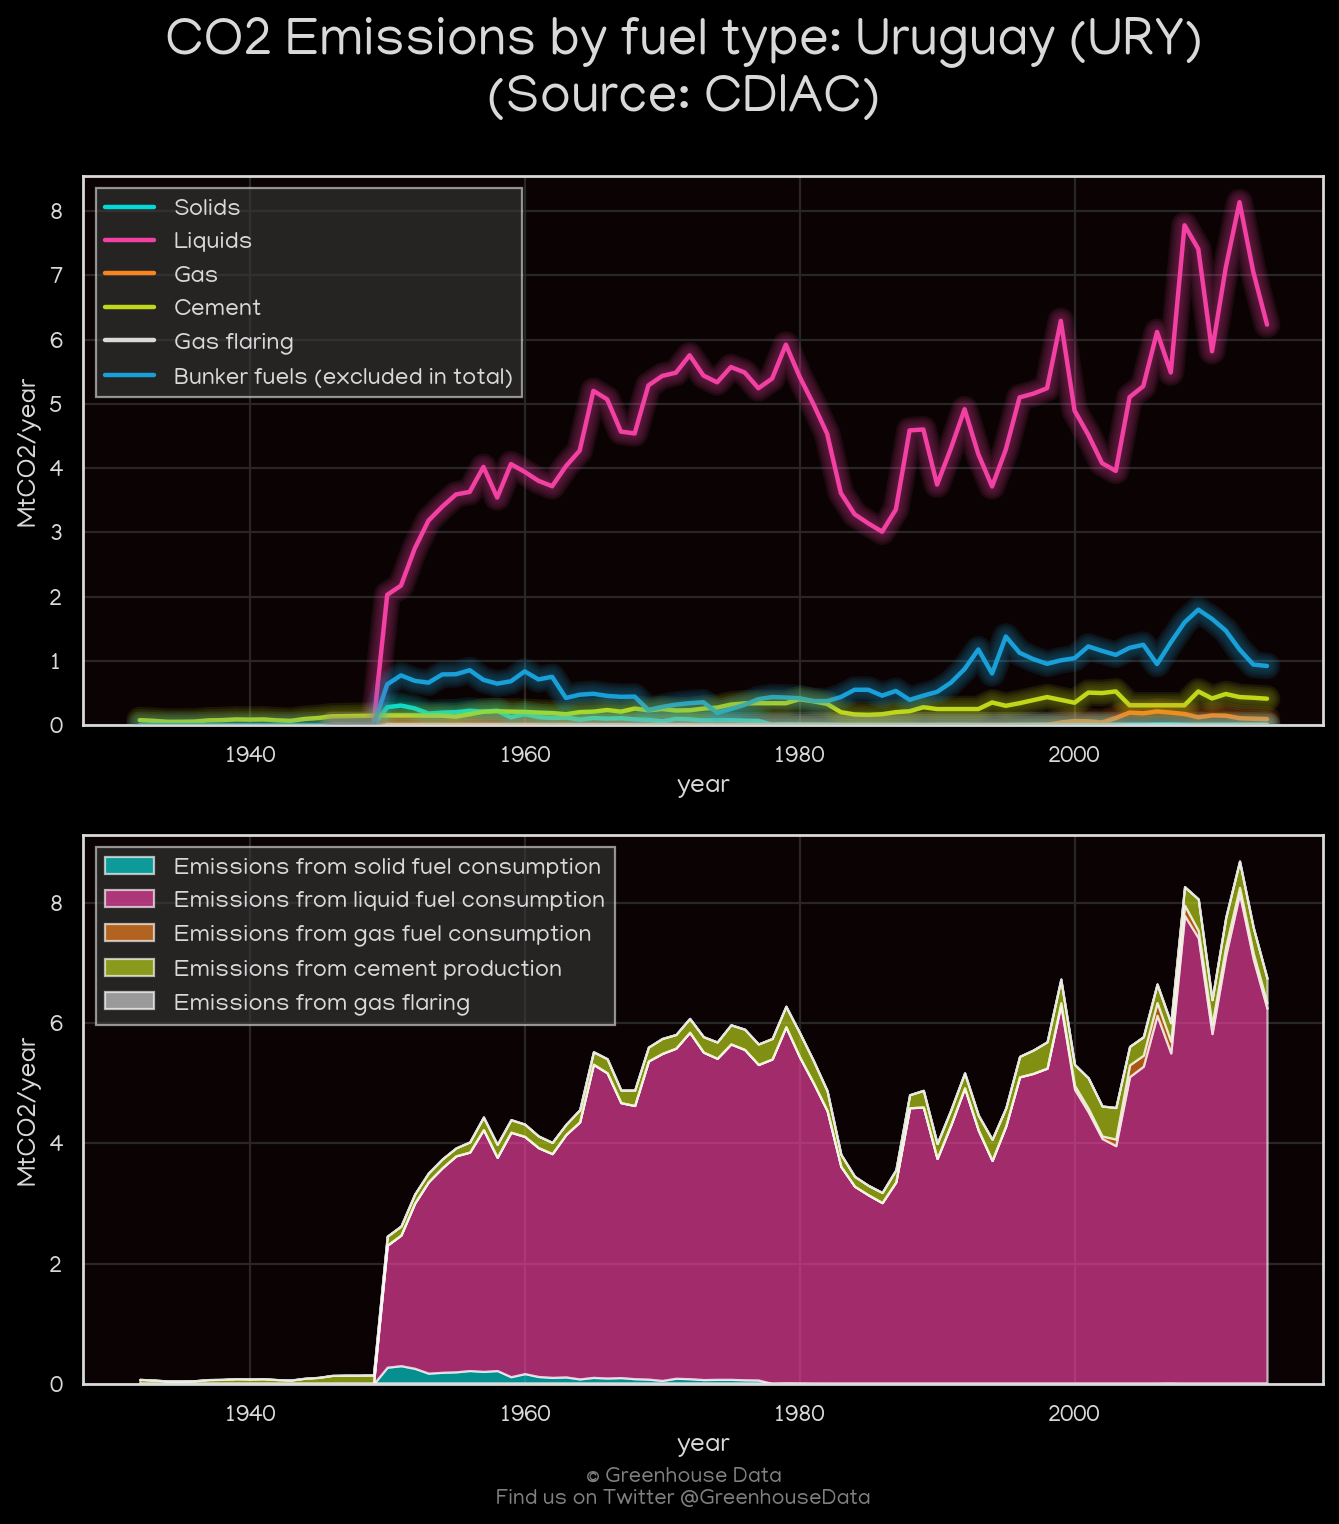 CO2 Emissions by fuel type: Uruguay (URY)
(Source: CDIAC)
Solids
Liquids
Gas
Cement
Gas flaring
Bunker fuels (excluded in total)
MtCO2/year
8
7
6
5
4
3
2
1
0
1940
1960
1980
2000
year
Emissions from solid fuel consumption
Emissions from liquid fuel consumption
Emissions from gas fuel consumption
Emissions from cement production
Emissions from gas flaring
MtCO2/year
8
6
4
2
0
1940
1960
1980
2000
year
© Greenhouse Data
Find us on Twitter @GreenhouseData